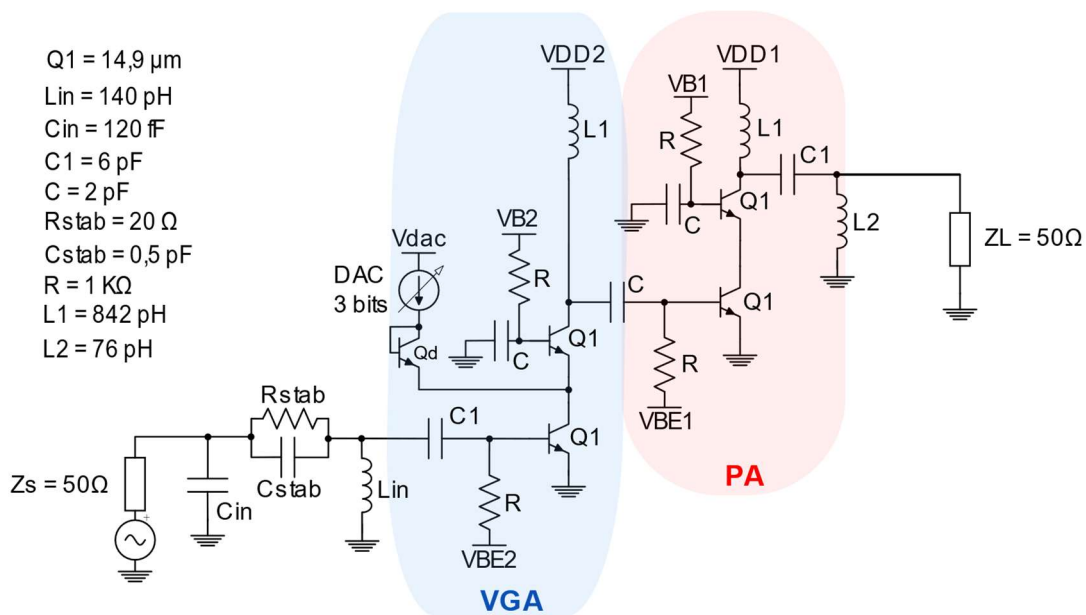 Q1 = 14,9 µm
Lin = 140 pH
Cin = 120 fF
C1 = 6 pF
C = 2 pF
Rstab = 20 Ω
Cstab = 0,5 pF
R = 1 KΩ
L1 = 842 pH
L2 = 76 pH
VDD2
L1
VB2
R
C
Q1
Vdac
DAC
3 bits
Qd
Rstab
Cstab
Zs = 50Ω
+
Cin
Lin
C1
Q1
R
VBE2
VGA
VDD1
L1
VB1
R
C
Q1
C1
L2
ZL = 50Ω
C
Q1
R
VBE1
PA